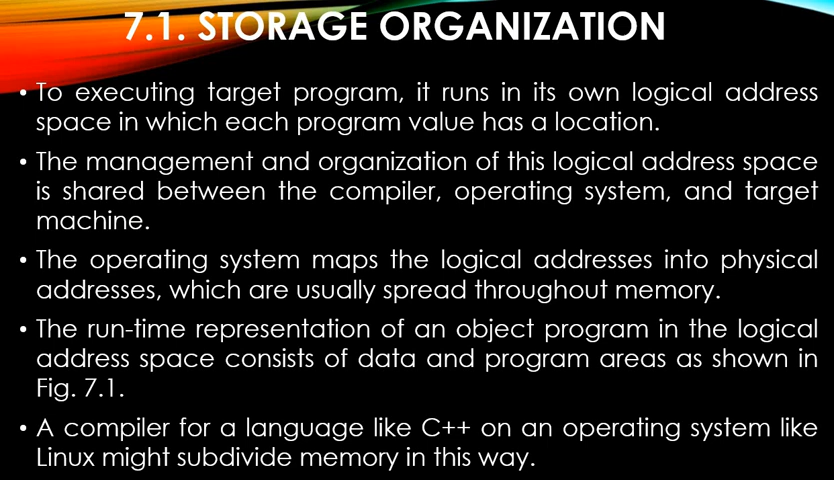 7.1. STORAGE ORGANIZATION
• To executing target program, it runs in its own logical address
space in which each program value has a location.
• The management and organization of this logical address space
is shared between the compiler, operating system, and target
machine.
• The operating system maps the logical addresses into physical
addresses, which are usually spread throughout memory.
• The run-time representation of an object program in the logical
address space consists of data and program areas as shown in
Fig. 7.1.
• A compiler for a language like C++ on an operating system like
Linux might subdivide memory in this way.